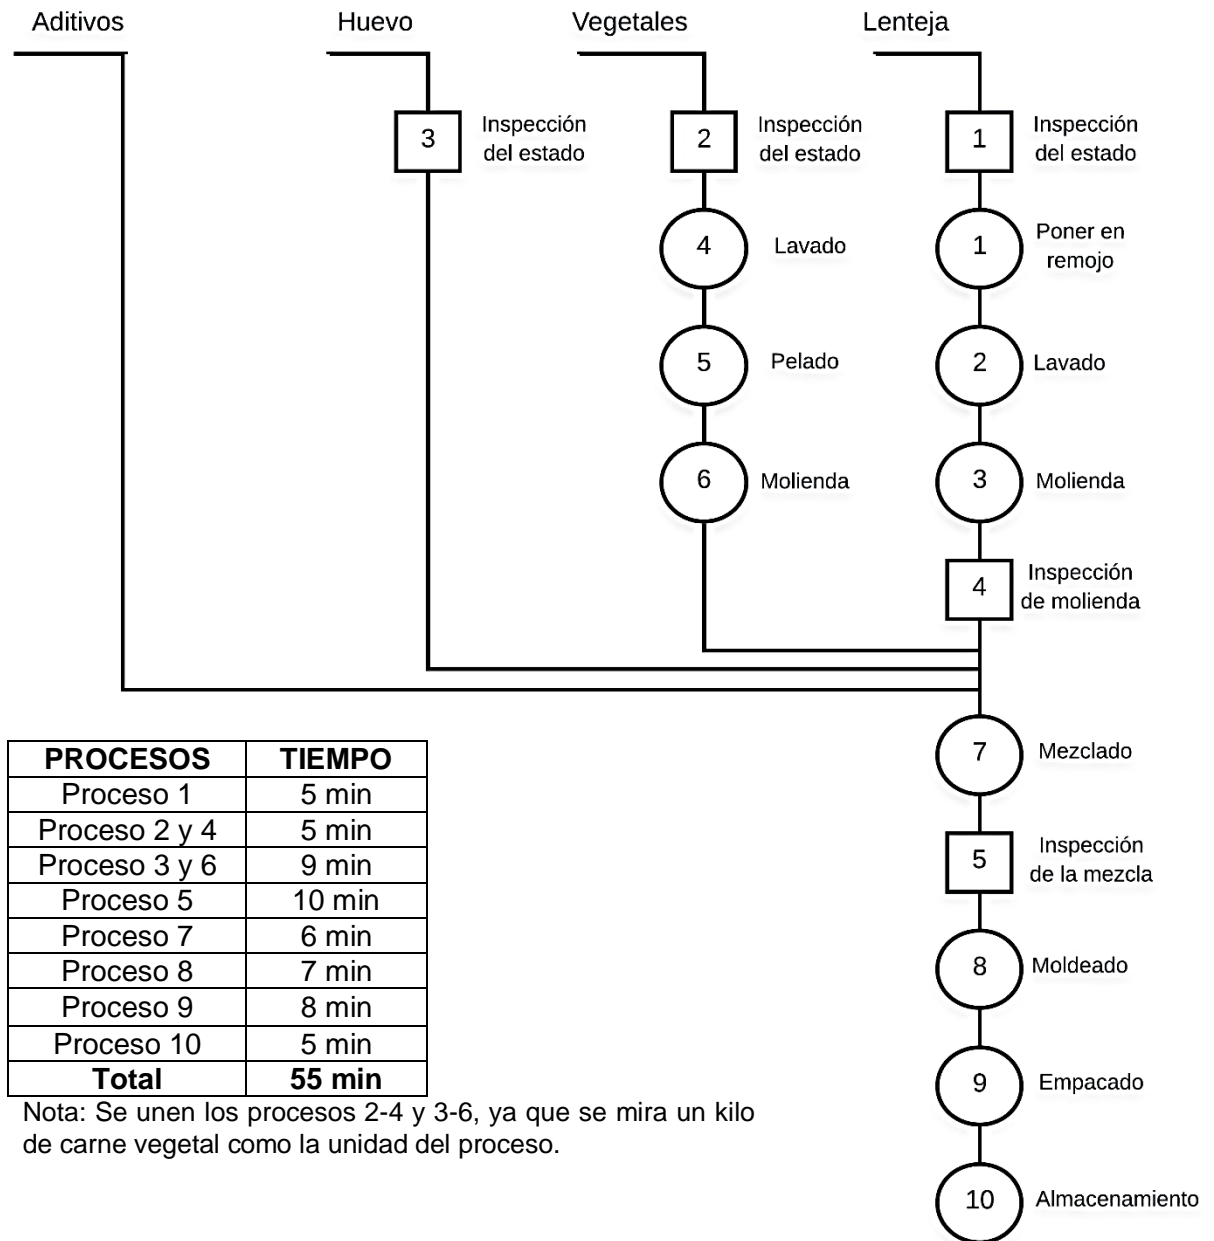 Aditivos
Huevo
Vegetales
Lenteja
3
Inspección
del estado
2
Inspección
del estado
1
Inspección
del estado
4
Lavado
1
Poner en
remojo
5
Pelado
2
Lavado
6
Molienda
3
Molienda
4
Inspección
de molienda
7
Mezclado
5
Inspección
de la mezcla
8
Moldeado
9
Empacado
10
Almacenamiento
PROCESOS TIEMPO
Proceso 1 5 min
Proceso 2 y 4 5 min
Proceso 3 y 6 9 min
Proceso 5 10 min
Proceso 7 6 min
Proceso 8 7 min
Proceso 9 8 min
Proceso 10 5 min
Total 55 min
Nota: Se unen los procesos 2-4 y 3-6, ya que se mira un kilo
de carne vegetal como la unidad del proceso.